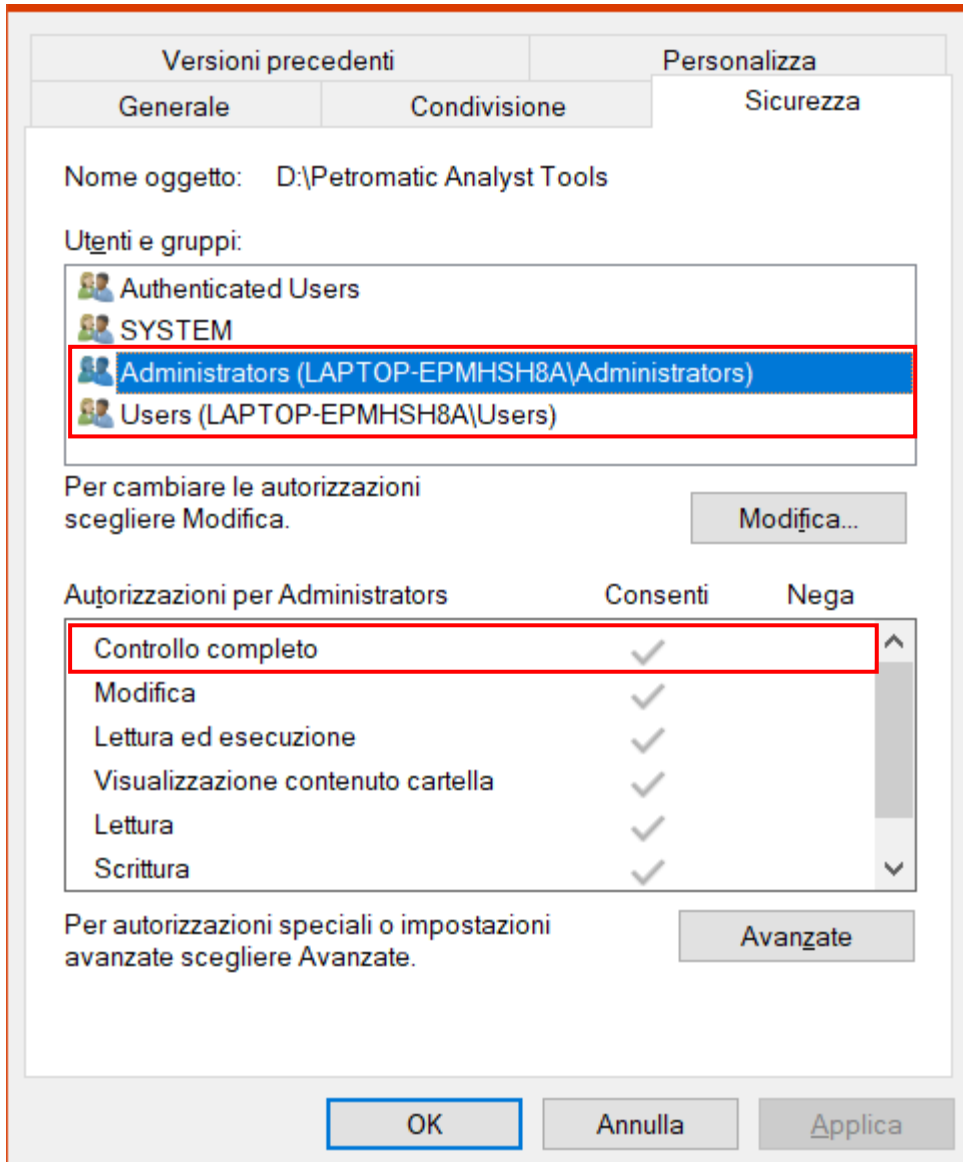 Versioni precedenti Personalizza
Generale Condivisione Sicurezza
Nome oggetto: D:\Petromatic Analyst Tools
Utenti e gruppi:
Authenticated Users
SYSTEM
Administrators (LAPTOP-EPMHSH8A\Administrators)
Users (LAPTOP-EPMHSH8A\Users)
Per cambiare le autorizzazioni
scegliere Modifica.
Modifica...
Autorizzazioni per Administrators Consenti Nega
Controllo completo
Modifica
Lettura ed esecuzione
Visualizzazione contenuto cartella
Lettura
Scrittura
Per autorizzazioni speciali o impostazioni
avanzate scegliere Avanzate.
Avanzate
OK Annulla Applica